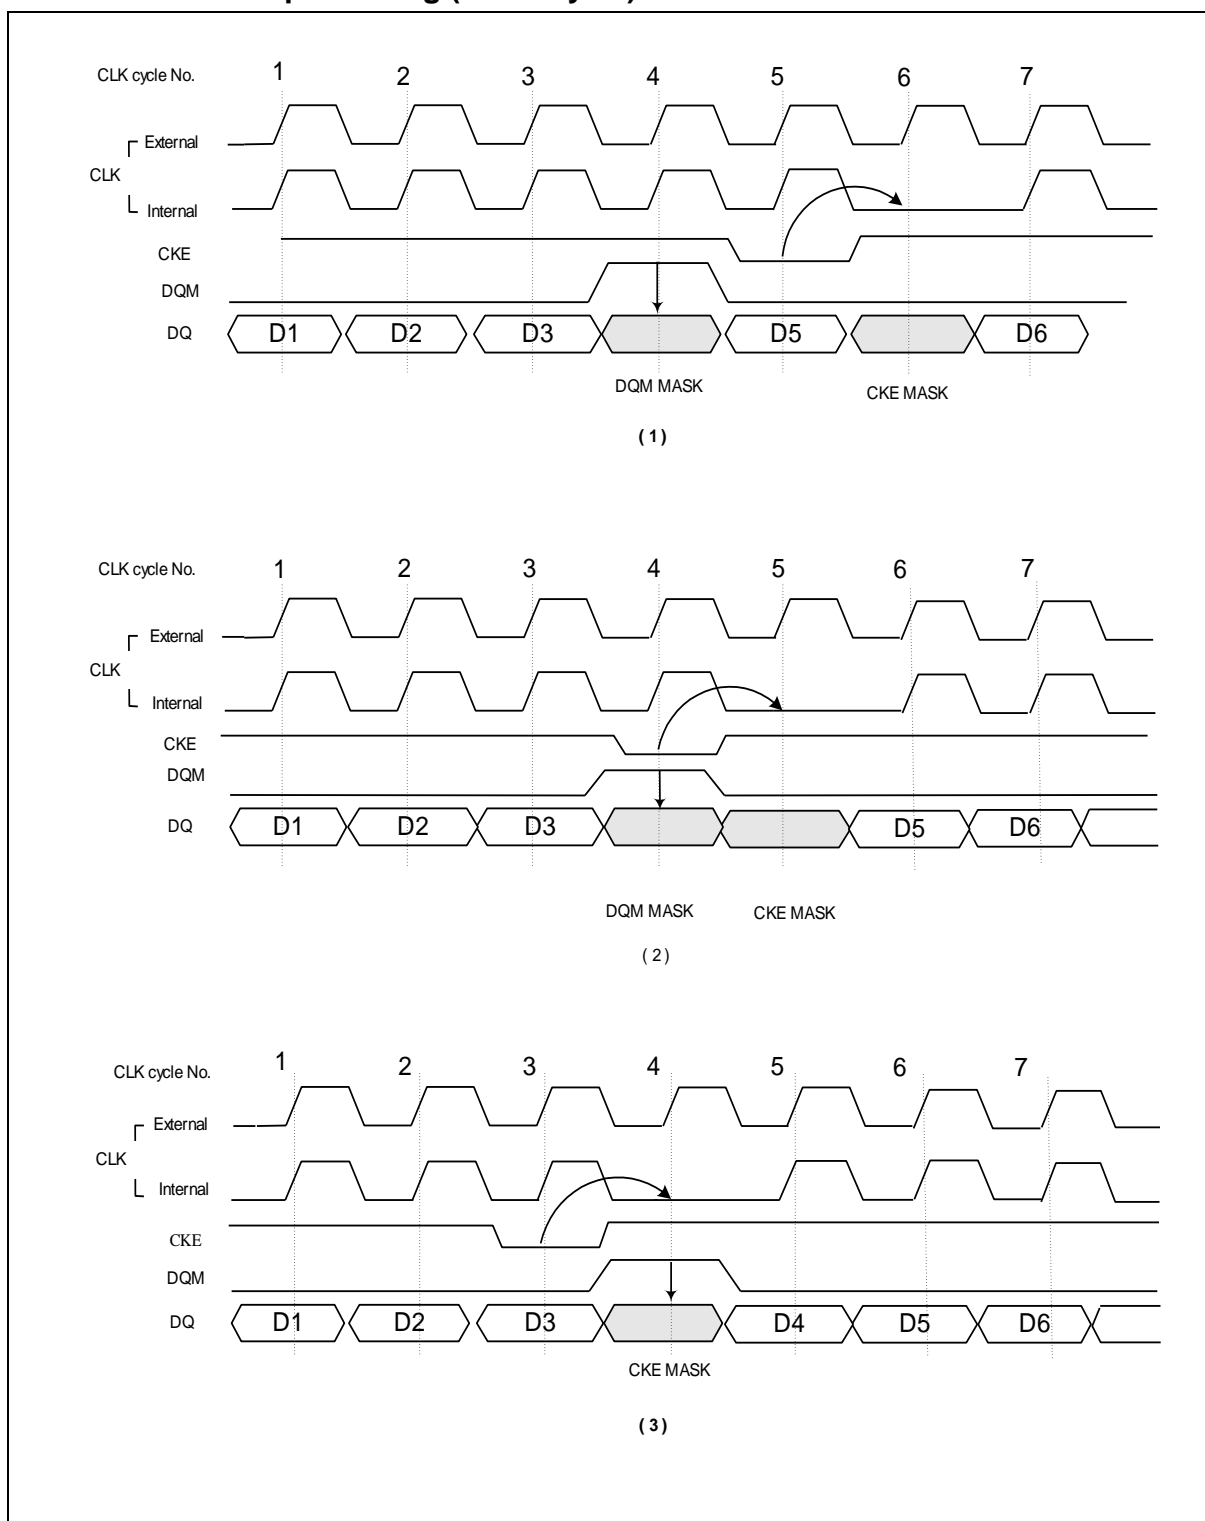 CLK cycle No. 1 2 3 4 5 6 7
External
CLK
Internal
CKE
DQM
DQ D1 D2 D3 D5 D6
DQM MASK CKE MASK
( 1 )
CLK cycle No. 1 2 3 4 5 6 7
External
CLK
Internal
CKE
DQM
DQ D1 D2 D3 D5 D6
DQM MASK CKE MASK
( 2 )
CLK cycle No. 1 2 3 4 5 6 7
External
CLK
Internal
CKE
DQM
DQ D1 D2 D3 D4 D5 D6
CKE MASK
( 3 )